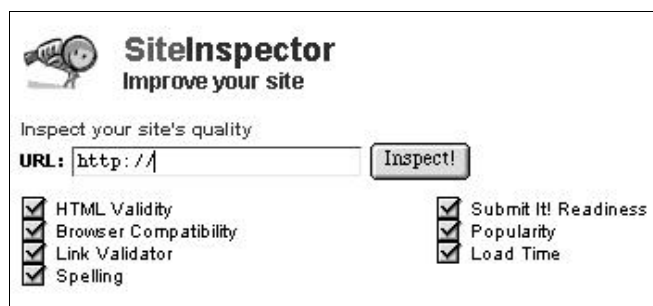 SiteInspector
Improve your site
Inspect your site's quality
URL: http:// Inspect!
HTML Validity Submit It! Readiness
Browser Compatibility Popularity
Link Validator Load Time
Spelling